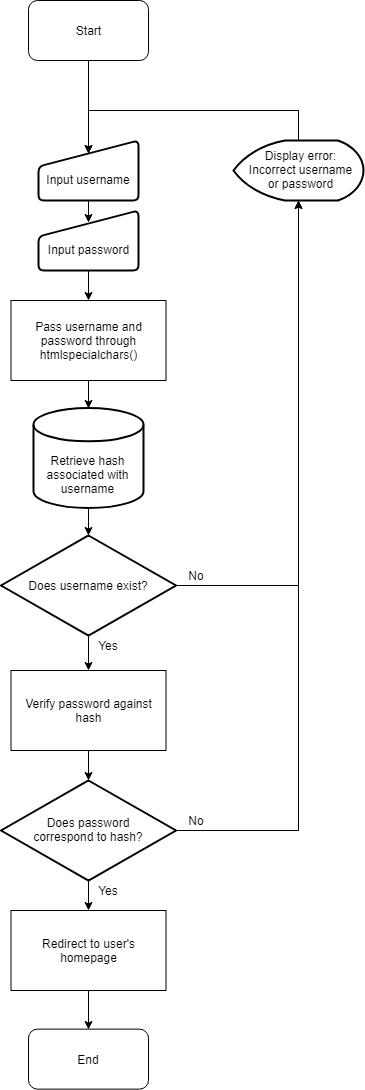 Start
Display error:
Incorrect username
or password
Input username
Input password
Pass username and
password through
htmlspecialchars()
Retrieve hash
associated with
username
Does username exist?
No
Yes
Verify password against
hash
Does password
correspond to hash?
No
Yes
Redirect to user's
homepage
End